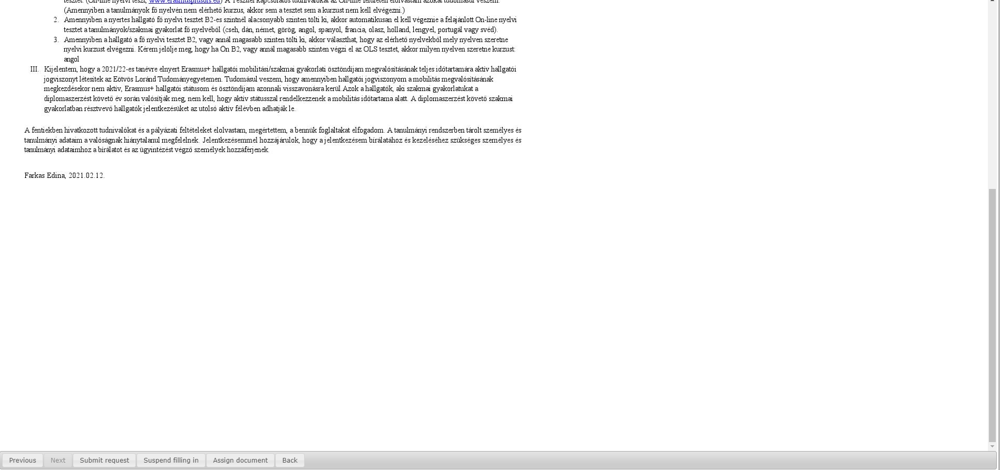 tesztet. (On-line nyelvi teszt, www.erasmusplusols.eu) A Teszttel kapcsolatos tudnivalókat az On-line felületen elolvastam azokat tudomásul veszem.
(Amennyiben a tanulmányok fő nyelvén nem elérhető kurzus, akkor sem a tesztet sem a kurzust nem kell elvégezni.)
2. Amennyiben a nyertes hallgató fő nyelvi tesztet B2-es szintnél alacsonyabb szinten tölti ki, akkor automatikusan el kell végeznie a felajánlott On-line nyelvi
tesztet a tanulmányok/szakmai gyakorlat fő nyelvéből (cseh, dán, német, görög, angol, spanyol, francia, olasz, holland, lengyel, portugál vagy svéd).
3. Amennyiben a hallgató a fő nyelvi tesztet B2, vagy annál magasabb szinten tölti ki, akkor választhat, hogy az elérhető nyelvekből mely nyelven szeretne
nyelvi kurzust elvégezni. Kérem jelölje meg, hogy ha Ön B2, vagy annál magasabb szinten végzi el az OLS tesztet, akkor milyen nyelven szeretne kurzust:
angol
III. Kijelentem, hogy a 2021/22-es tanévre elnyert Erasmus+ hallgatói mobilitási/szakmai gyakorlati ösztöndíjam megvalósításának teljes időtartamára aktív hallgatói
jogviszonyt létesítek az Eötvös Loránd Tudományegyetemen. Tudomásul veszem, hogy amennyiben hallgatói jogviszonyom a mobilitás megvalósításának
megkezdésekor nem aktív, Erasmus+ hallgatói státusom és ösztöndíjam azonnali visszavonásra kerül.Azok a hallgatók, aki szakmai gyakorlatukat a
diplomaszerzést követő év során valósítják meg, nem kell, hogy aktív státusszal rendelkezzenek a mobilitás időtartama alatt. A diplomaszerzést követő szakmai
gyakorlatban résztvevő hallgatók jelentkezésüket az utolsó aktív félévben adhatják le.
A fentiekben hivatkozott tudnivalókat és a pályázati feltételeket elolvastam, megértettem, a bennük foglaltakat elfogadom. A tanulmányi rendszerben tárolt személyes és
tanulmányi adataim a valóságnak hiánytalanul megfelelnek. Jelentkezésemmel hozzájárulok, hogy a jelentkezésem bírálatához és kezeléséhez szükséges személyes és
tanulmányi adataimhoz a bírálatot és az ügyintézést végző személyek hozzáférjenek.
Farkas Edina, 2021.02.12.
Previous Next Submit request Suspend filling in Assign document Back